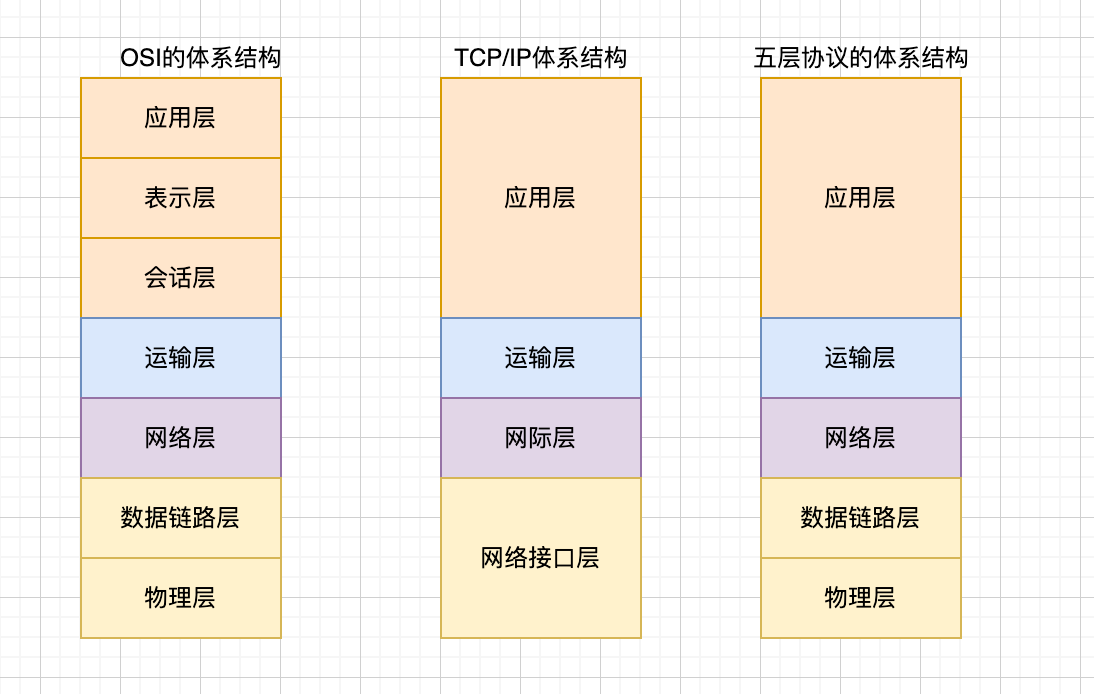 OSI的体系结构
应用层
表示层
会话层
运输层
网络层
数据链路层
物理层
TCP/IP体系结构
应用层
运输层
网际层
网络接口层
五层协议的体系结构
应用层
运输层
网络层
数据链路层
物理层